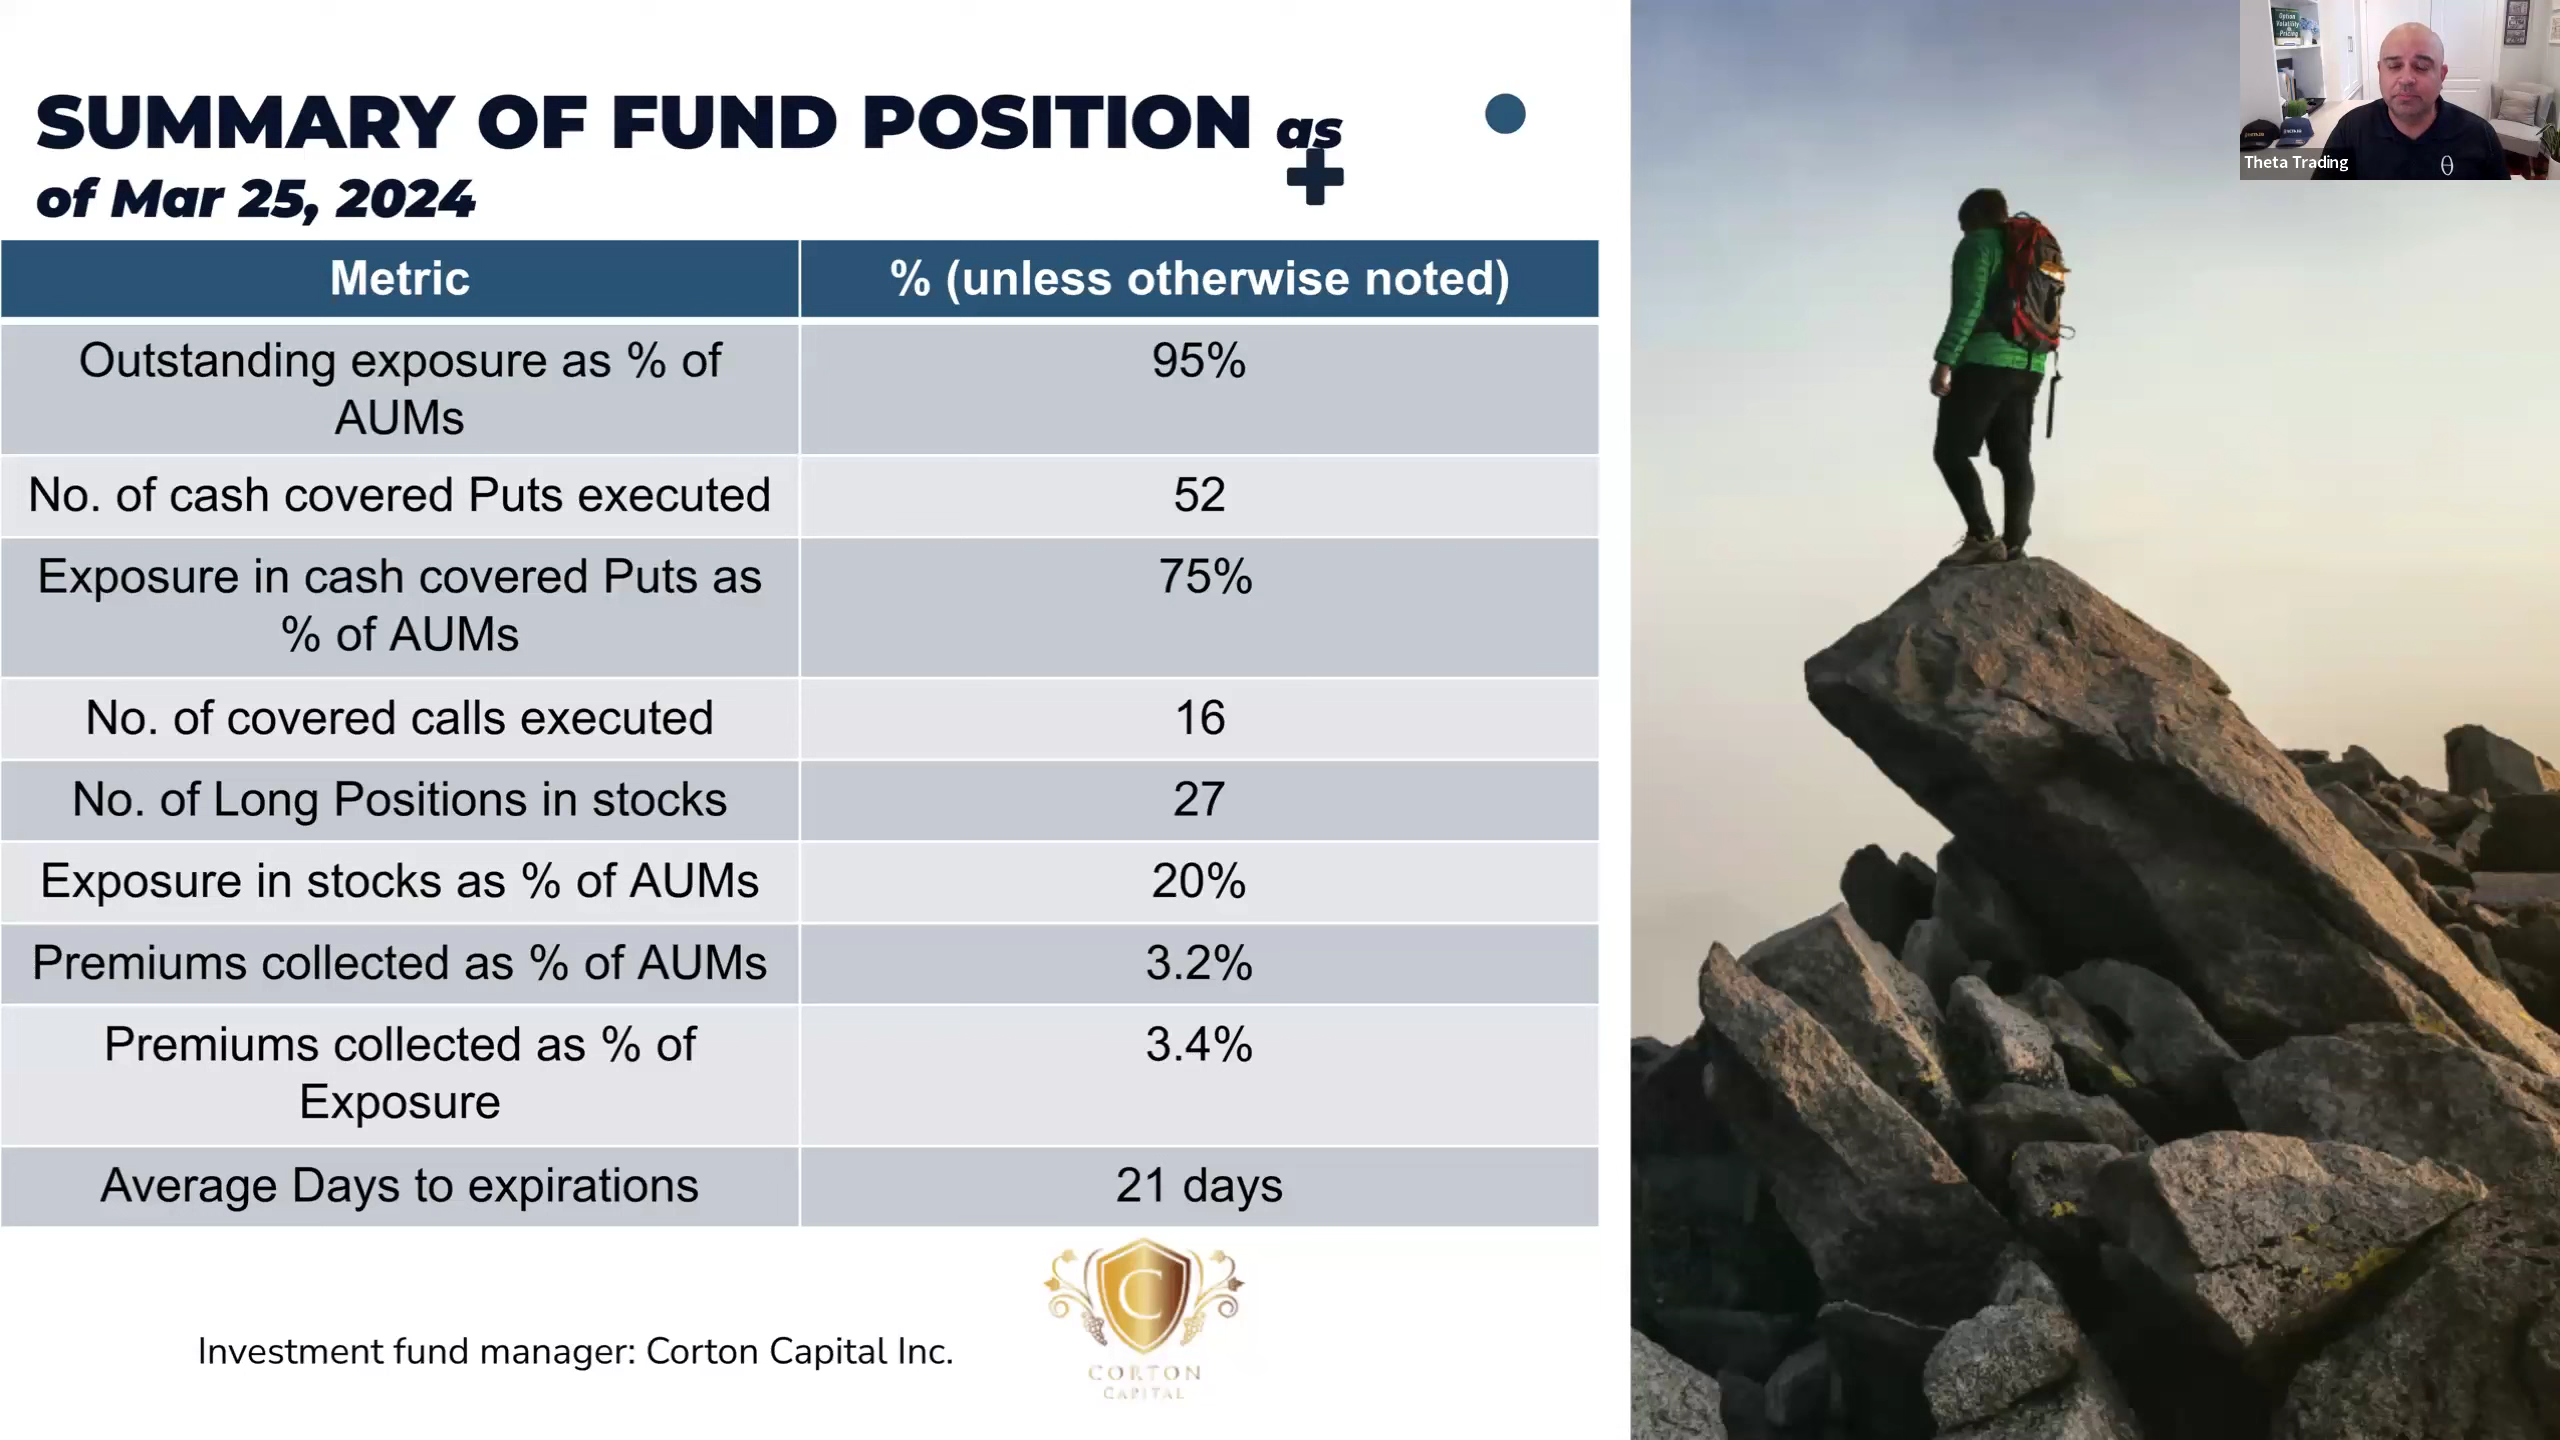 SUMMARY OF FUND POSITION as
of Mar 25, 2024
Metric
% (unless otherwise noted)
Outstanding exposure as % of
AUMs
95%
No. of cash covered Puts executed
52
Exposure in cash covered Puts as
% of AUMs
75%
No. of covered calls executed
16
No. of Long Positions in stocks
27
Exposure in stocks as % of AUMs
20%
Premiums collected as % of AUMs
3.2%
Premiums collected as % of
Exposure
3.4%
Average Days to expirations
21 days
Investment fund manager: Corton Capital Inc.
C
CORTON
CAPITAL
Option
Volatility
Pricing
Theta Trading
θ